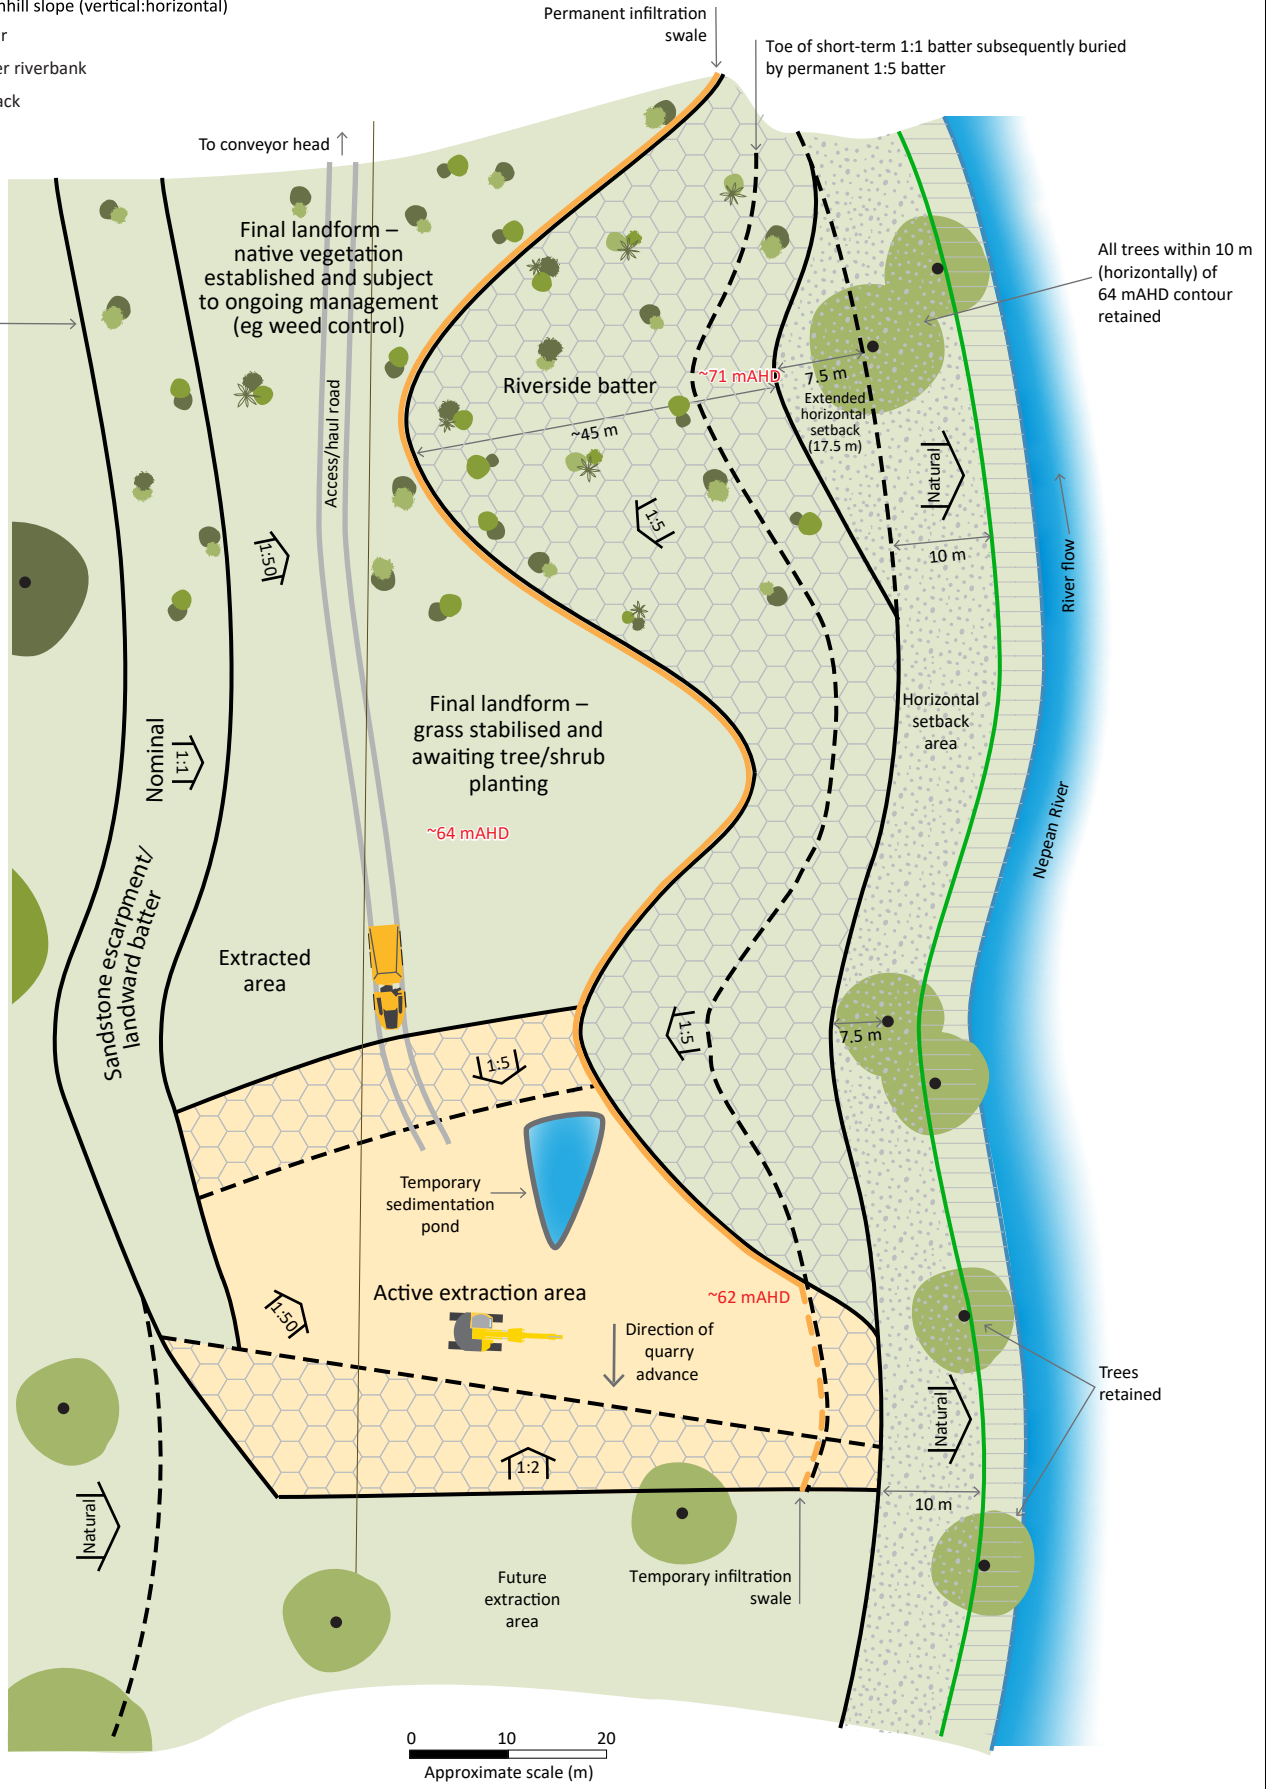 hill slope (vertical:horizontal)
r
er riverbank
ack
Permanent infiltration
swale
Toe of short-term 1:1 batter subsequently buried
by permanent 1:5 batter
To conveyor head
Final landform –
native vegetation
established and subject
to ongoing management
(eg weed control)
All trees within 10 m
(horizontally) of
64 mAHD contour
retained
Riverside batter
~71 mAHD
7.5 m
Extended
horizontal
setback
(17.5 m)
~45 m
Access/haul road
Natural
1:5
1:50
10 m
River flow
Final landform –
grass stabilised and
awaiting tree/shrub
planting
Horizontal
setback
area
Nominal
1:1
~64 mAHD
Nepean River
Sandstone escarpment/
landward batter
Extracted
area
1:5
7.5 m
1:5
Temporary
sedimentation
pond
Active extraction area
~62 mAHD
1:50
Direction of
quarry
advance
Trees
retained
Natural
1:2
10 m
Natural
Future
extraction
area
Temporary infiltration
swale
0 10 20
Approximate scale (m)